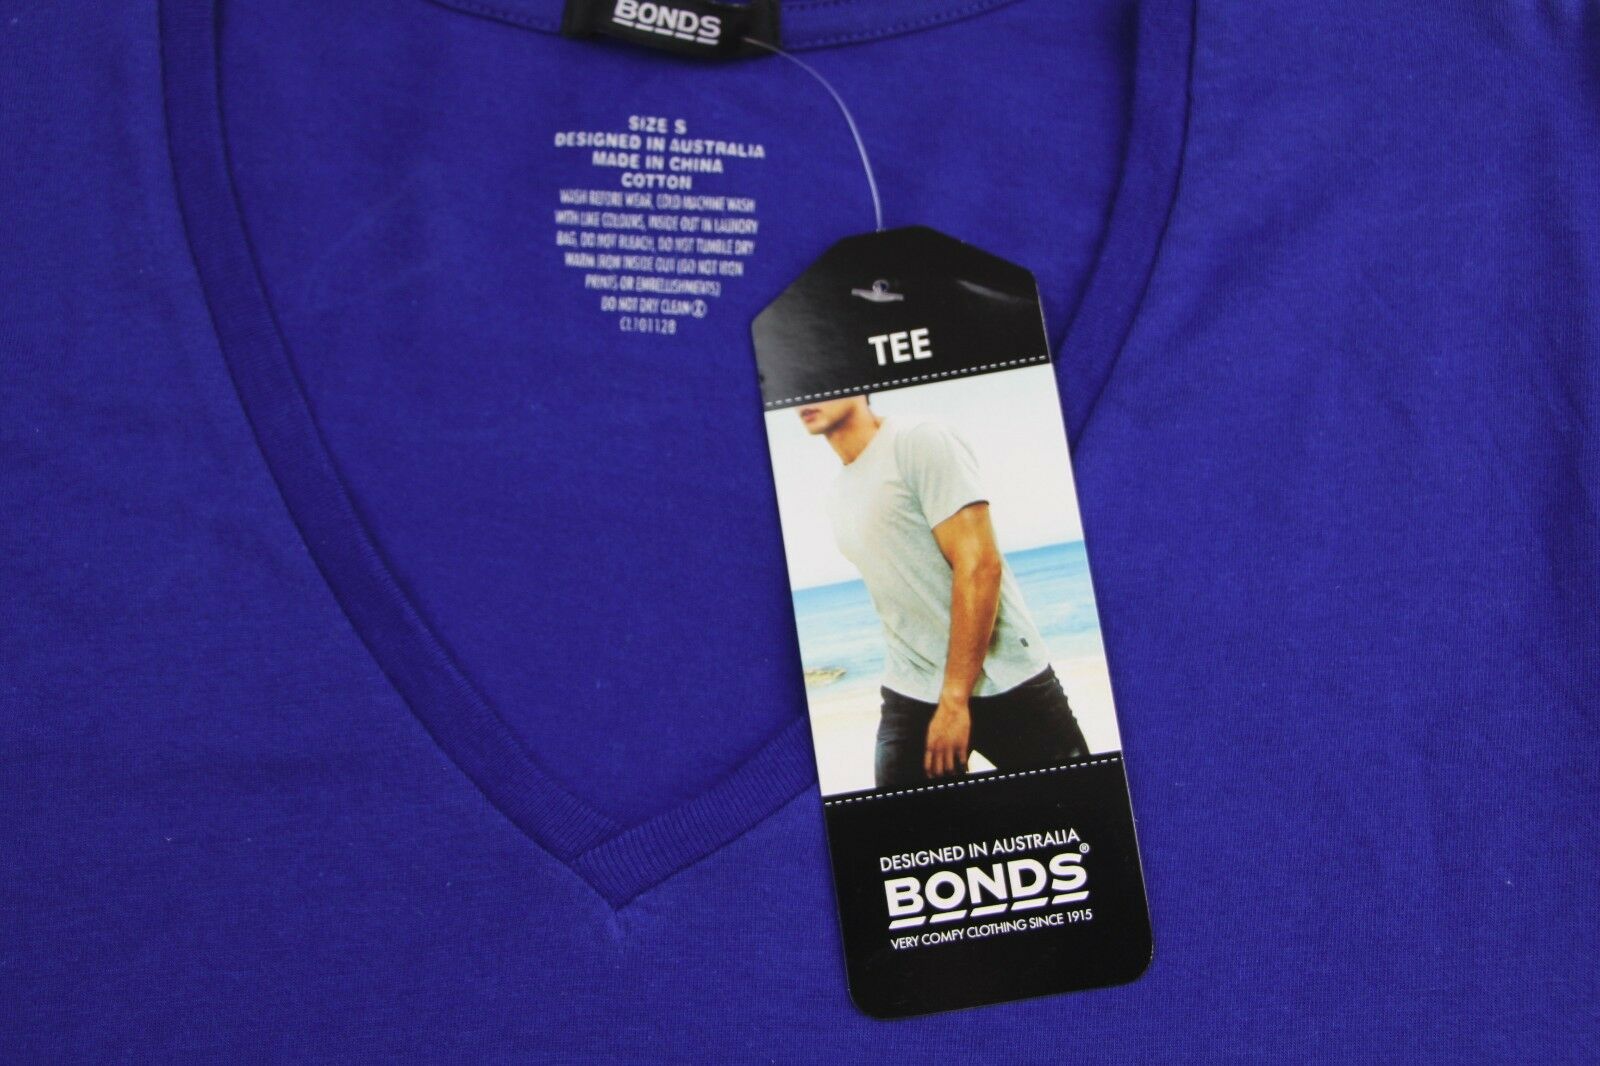 BONDS
SIZE S
DESIGNED IN AUSTRALIA
MADE IN CHINA
COTTON
WASH BEFORE WEAR, COLD MACHINE WASH
WITH LIKE COLOURS, INSIDE OUT IN LAUNDRY
BAG, DO NOT BLEACH, DO NOT TUMBLE DRY
WARM IRON INSIDE OUT (DO NOT IRON
PRINTS OR EMBELLISHMENTS)
DO NOT DRY CLEAN
CL101128
TEE
DESIGNED IN AUSTRALIA
BONDS®
VERY COMFY CLOTHING SINCE 1915